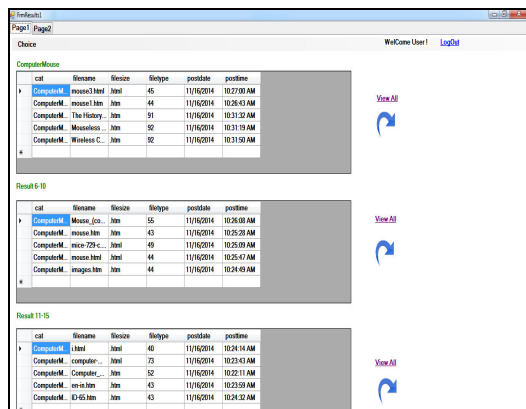 FrmResults1
Page1 Page2
Choice WelCome User ! LogOut
ComputerMouse
cat filename filesize filetype postdate posttime
ComputerM... mouse3.html .html 45 11/16/2014 10:27:00 AM
ComputerM... mouse1.htm .htm 44 11/16/2014 10:26:43 AM
ComputerM... The History... .htm 91 11/16/2014 10:31:32 AM
ComputerM... Mouseless ... .htm 92 11/16/2014 10:31:19 AM
ComputerM... Wireless C... .htm 92 11/16/2014 10:31:50 AM
View All
Result 6-10
cat filename filesize filetype postdate posttime
ComputerM... Mouse_(co... .htm 55 11/16/2014 10:26:08 AM
ComputerM... mouse.htm .htm 43 11/16/2014 10:25:28 AM
ComputerM... mice-729-c... .html 49 11/16/2014 10:25:09 AM
ComputerM... mouse.html .html 44 11/16/2014 10:25:47 AM
ComputerM... images.htm .htm 44 11/16/2014 10:24:49 AM
View All
Result 11-15
cat filename filesize filetype postdate posttime
ComputerM... i.html .html 40 11/16/2014 10:24:14 AM
ComputerM... computer-... .html 73 11/16/2014 10:23:43 AM
ComputerM... Computer_... .htm 52 11/16/2014 10:22:11 AM
ComputerM... en-in.htm .htm 43 11/16/2014 10:23:59 AM
ComputerM... ID-65.htm .htm 43 11/16/2014 10:24:32 AM
View All